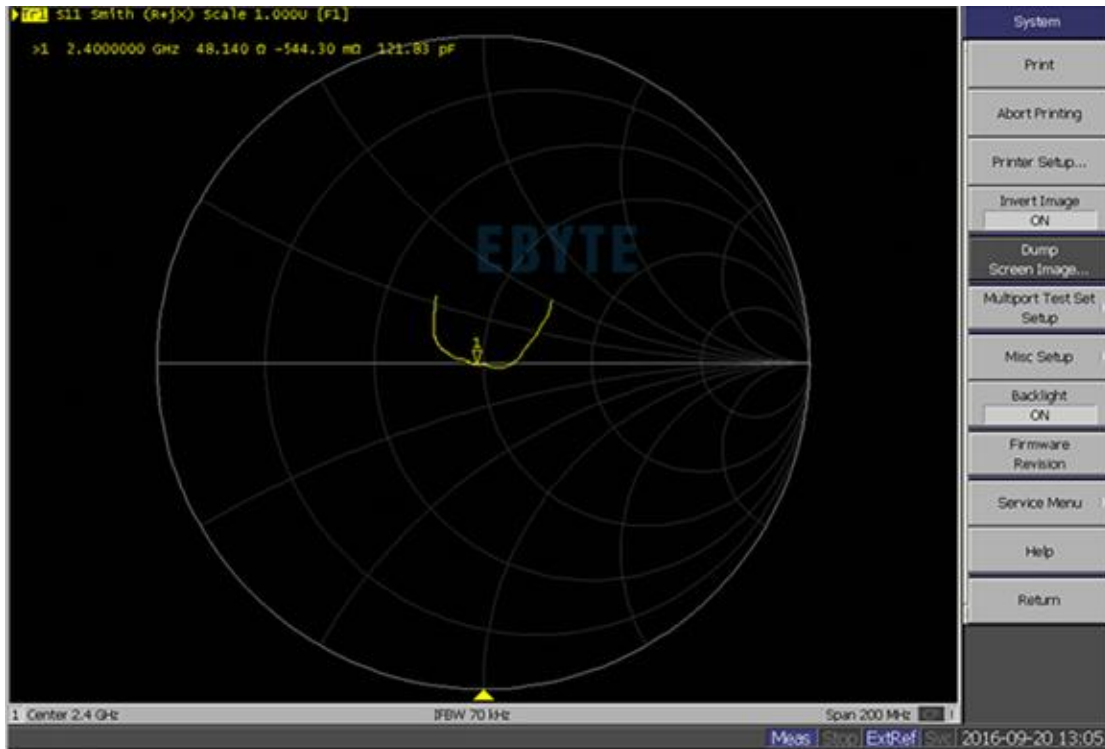 Tr1 S11 Smith (R+jX) Scale 1.000U [F1]
>1 2.4000000 GHz 48.140 Ω -544.30 mΩ 121.83 pF
EBYTE
1
System
Print
Abort Printing
Printer Setup...
Invert Image
ON
Dump
Screen Image...
Multiport Test Set
Setup
Misc Setup
Backlight
ON
Firmware
Revision
Service Menu
Help
Return
1 Center 2.4 GHz IFBW 70 kHz Span 200 MHz
Meas Stop ExtRef Svc 2016-09-20 13:05